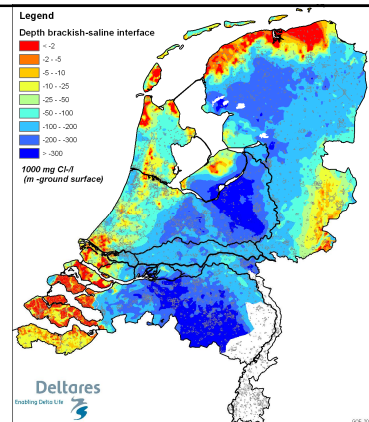 Legend
Depth brackish-saline interface
< -2
-2 - -5
-5 - -10
-10 - -25
-25 - -50
-50 - -100
-100 - -200
-200 - -300
> -300
1000 mg Cl-/l
(m -ground surface)
Deltares
Enabling Delta Life